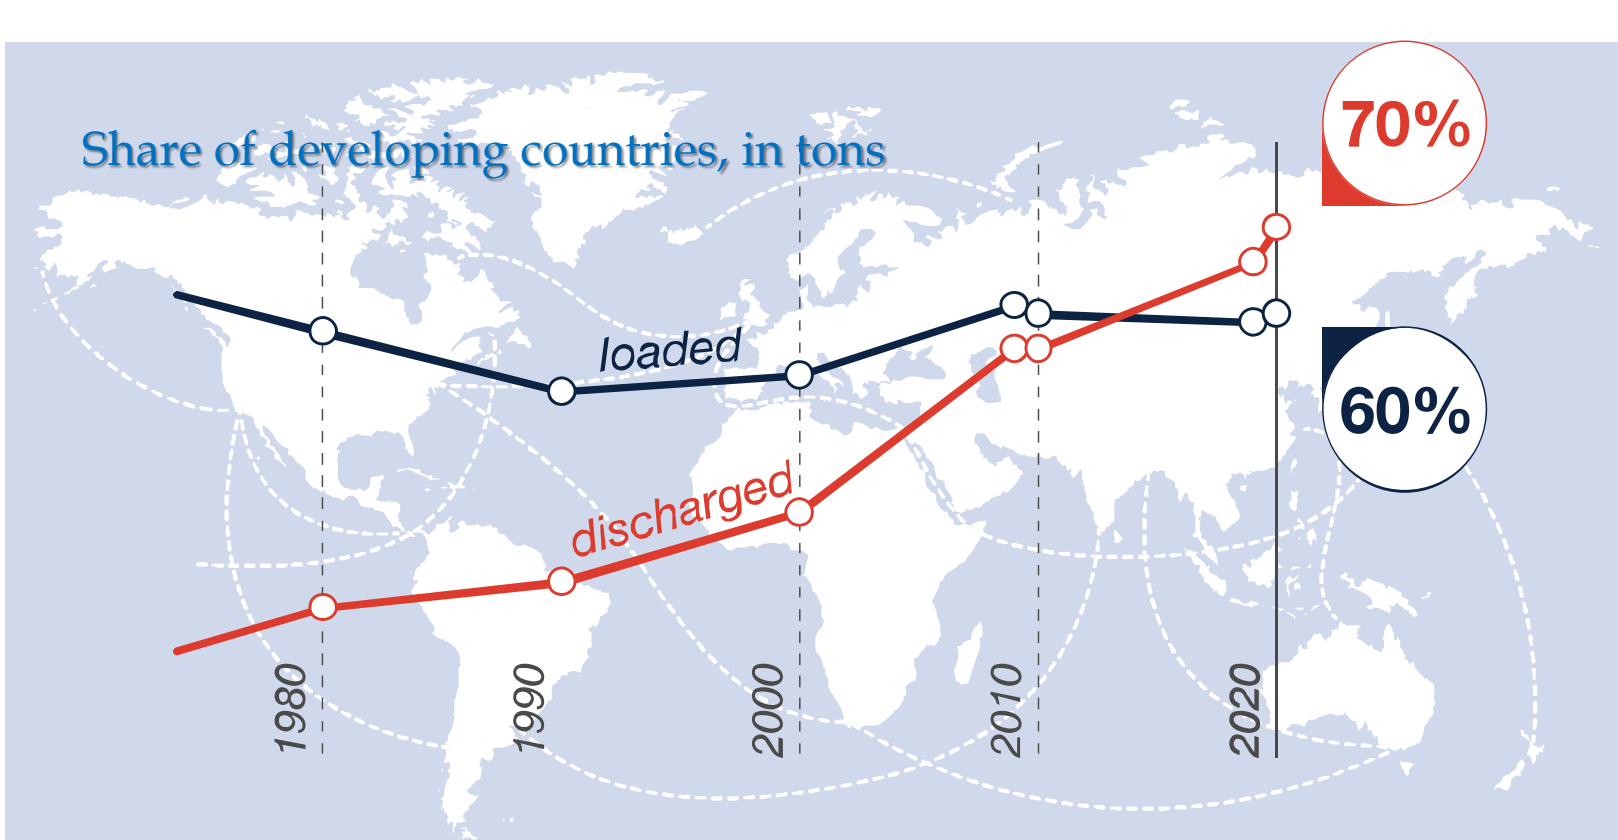 70%
Share of developing countries, in tons
loaded
60%
discharged
1980
1990
2000
2010
2020